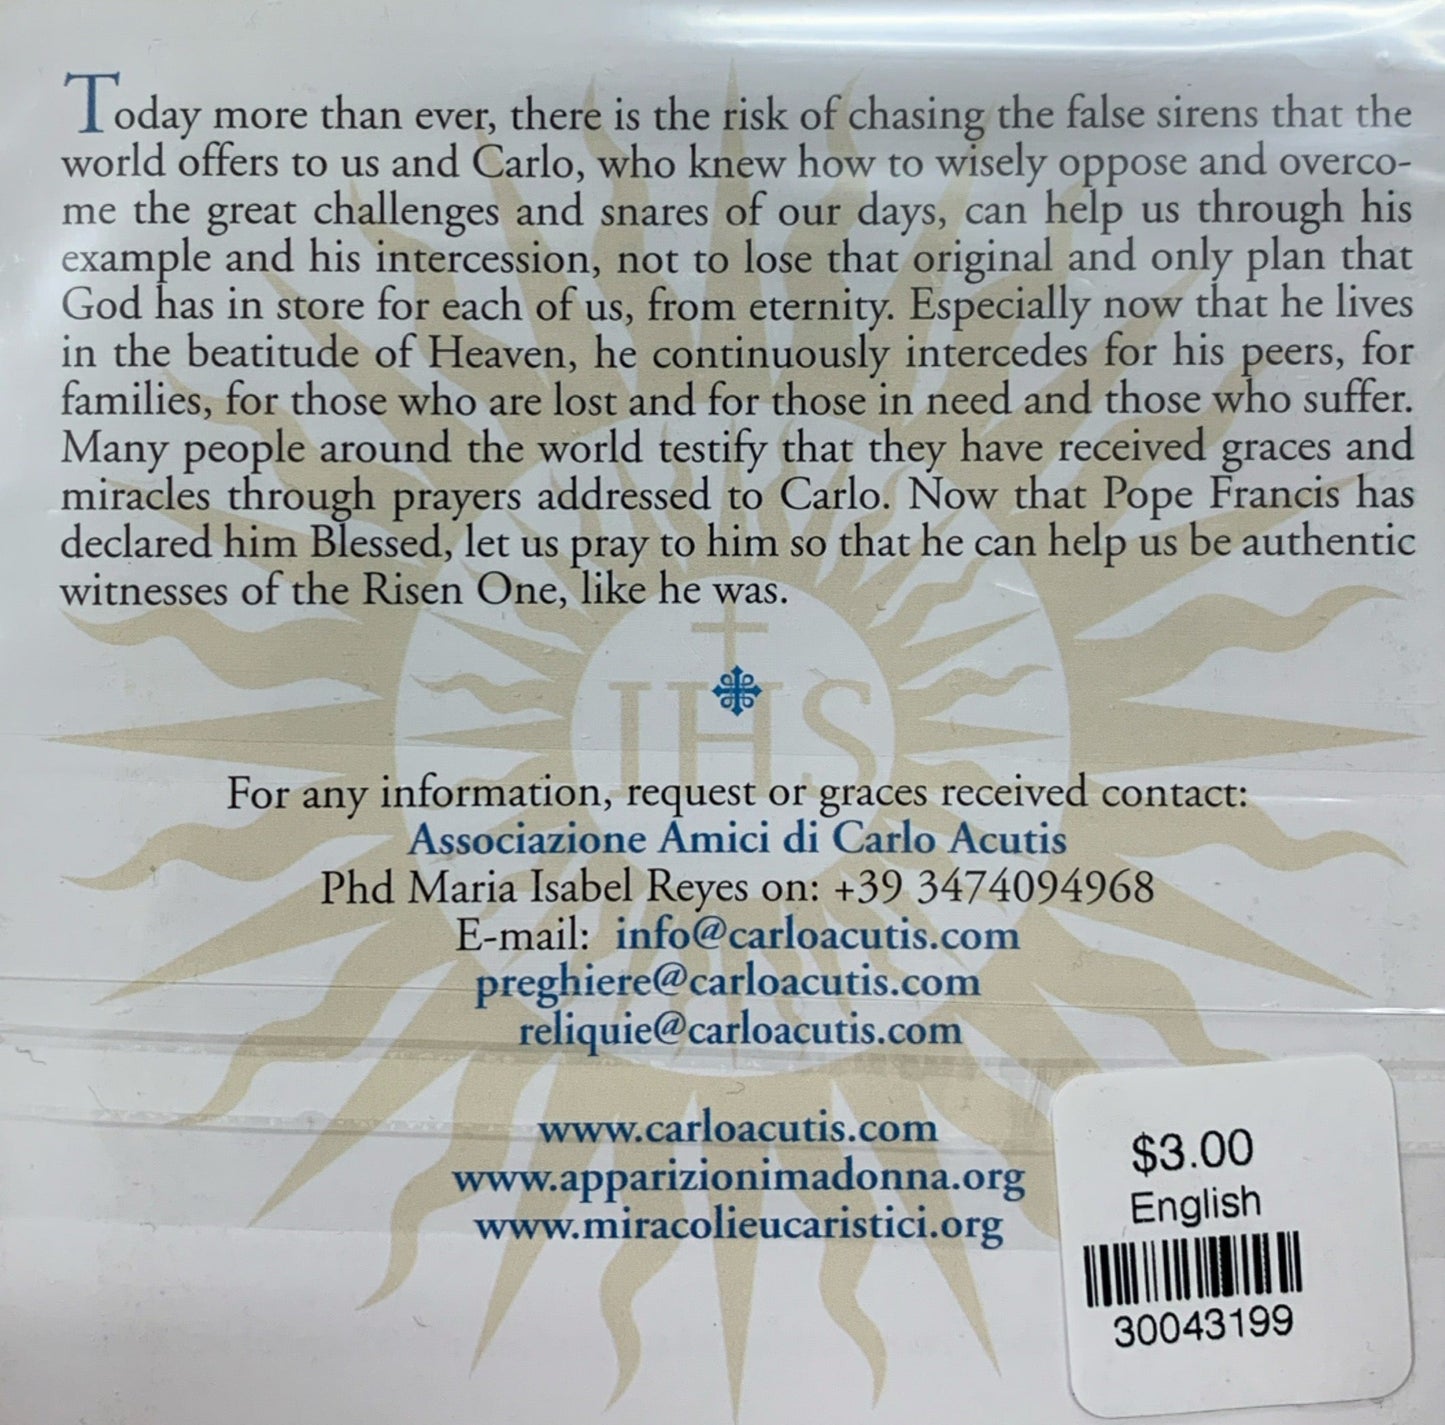 Today more than ever, there is the risk of chasing the false sirens that the
world offers to us and Carlo, who knew how to wisely oppose and overco-
me the great challenges and snares of our days, can help us through his
example and his intercession, not to lose that original and only plan that
God has in store for each of us, from eternity. Especially now that he lives
in the beatitude of Heaven, he continuously intercedes for his peers, for
families, for those who are lost and for those in need and those who suffer.
Many people around the world testify that they have received graces and
miracles through prayers addressed to Carlo. Now that Pope Francis has
declared him Blessed, let us pray to him so that he can help us be authentic
witnesses of the Risen One, like he was.
IHS
For any information, request or graces received contact:
Associazione Amici di Carlo Acutis
Phd Maria Isabel Reyes on: +39 3474094968
E-mail: info@carloacutis.com
preghiere@carloacutis.com
reliquie@carloacutis.com
www.carloacutis.com
www.apparizionimadonna.org
www.miracolieucaristici.org
$3.00
English
30043199